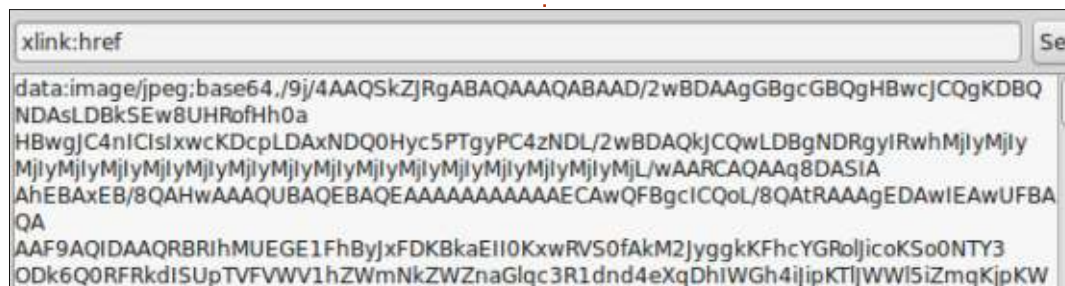 xlink:href
Se
data:image/jpeg;base64,/9j/4AAQSkZJRgABAQAAAQABAAD/2wBDAAgGBgcGBQgHBwcJCQgKDBQ
NDAsLDBkSEw8UHRofHh0a
HBwgJC4nICIsIxwcKDcpLDAxNDQ0Hyc5PTgyPC4zNDL/2wBDAQkJCQwLDBgNDRgyIRwhMjIyMjIy
MjIyMjIyMjIyMjIyMjIyMjIyMjIyMjIyMjIyMjIyMjIyMjIyMjIyMjIyMjL/wAARCAQAAq8DASIA
AhEBAxEB/8QAHwAAAQUBAQEBAQEAAAAAAAAAAAECAwQFBgcICQoL/8QAtRAAAgEDAwIEAwUFBA
QA
AAF9AQIDAAQRBRIhMUEGE1FhByJxFDKBkaEII0KxwRVS0fAkM2JyggkKFhcYGRolJicoKSo0NTY3
ODk6Q0RFRkdISUpTVFVWV1hZWmNkZWZnaGlqc3R1dnd4eXqDhIWGh4iJipKTlJWWl5iZmqKjpKW